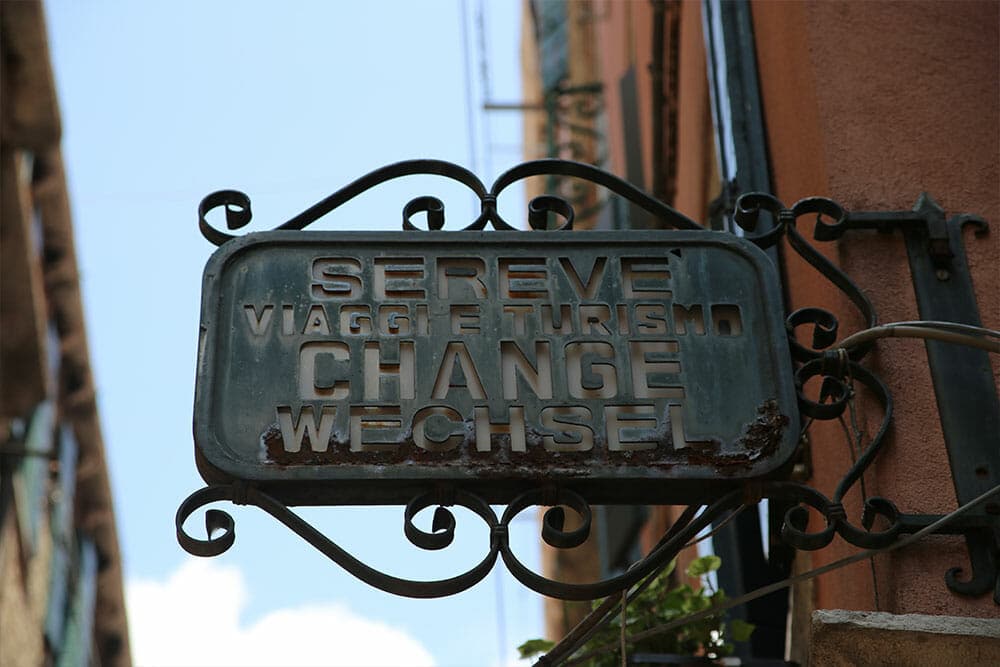 SEREVE'
VIAGGI E TURISMO
CHANGE
WECHSEL